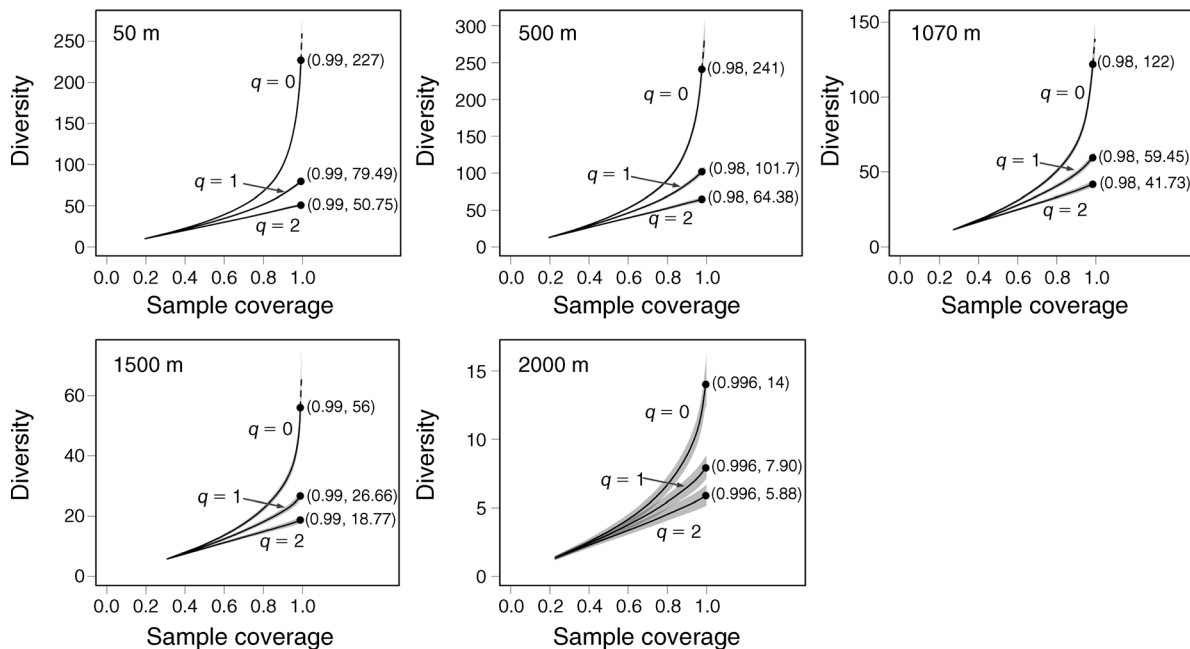 50 m
Diversity
250
200
150
100
50
0
q = 0
q = 1
q = 2
(0.99, 227)
(0.99, 79.49)
(0.99, 50.75)
0.0 0.2 0.4 0.6 0.8 1.0
Sample coverage
500 m
Diversity
300
250
200
150
100
50
0
q = 0
q = 1
q = 2
(0.98, 241)
(0.98, 101.7)
(0.98, 64.38)
0.0 0.2 0.4 0.6 0.8 1.0
Sample coverage
1070 m
Diversity
150
100
50
0
q = 0
q = 1
q = 2
(0.98, 122)
(0.98, 59.45)
(0.98, 41.73)
0.0 0.2 0.4 0.6 0.8 1.0
Sample coverage
1500 m
Diversity
60
40
20
0
q = 0
q = 1
q = 2
(0.99, 56)
(0.99, 26.66)
(0.99, 18.77)
0.0 0.2 0.4 0.6 0.8 1.0
Sample coverage
2000 m
Diversity
15
10
5
0
q = 0
q = 1
q = 2
(0.996, 14)
(0.996, 7.90)
(0.996, 5.88)
0.0 0.2 0.4 0.6 0.8 1.0
Sample coverage